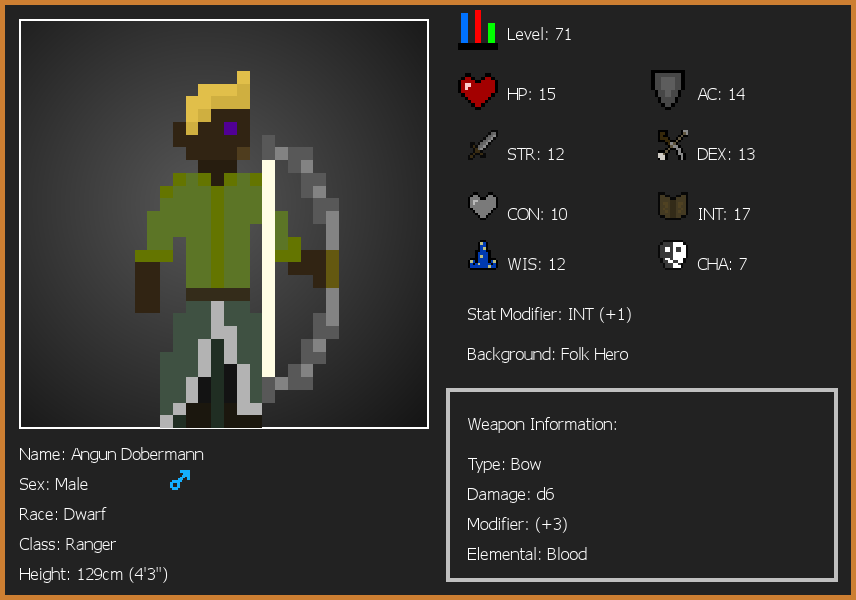 Level: 71
HP: 15
AC: 14
STR: 12
DEX: 13
CON: 10
INT: 17
WIS: 12
CHA: 7
Stat Modifier: INT (+1)
Background: Folk Hero
Weapon Information:
Type: Bow
Damage: d6
Modifier: (+3)
Elemental: Blood
Name: Angun Dobermann
Sex: Male
Race: Dwarf
Class: Ranger
Height: 129cm (4'3")